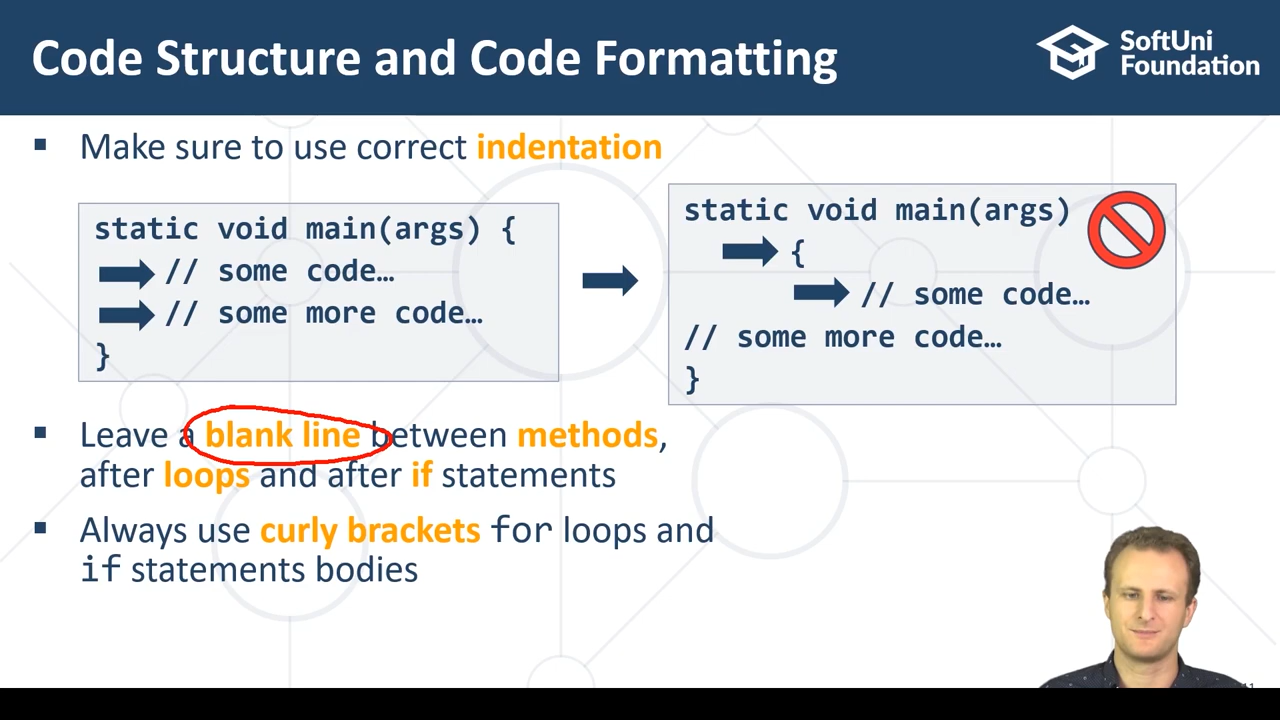 Code Structure and Code Formatting
SoftUni
Foundation
▪ Make sure to use correct indentation
static void main(args) {
// some code…
// some more code…
}
static void main(args)
{
// some code…
// some more code…
}
▪ Leave a blank line between methods,
after loops and after if statements
▪ Always use curly brackets for loops and
if statements bodies